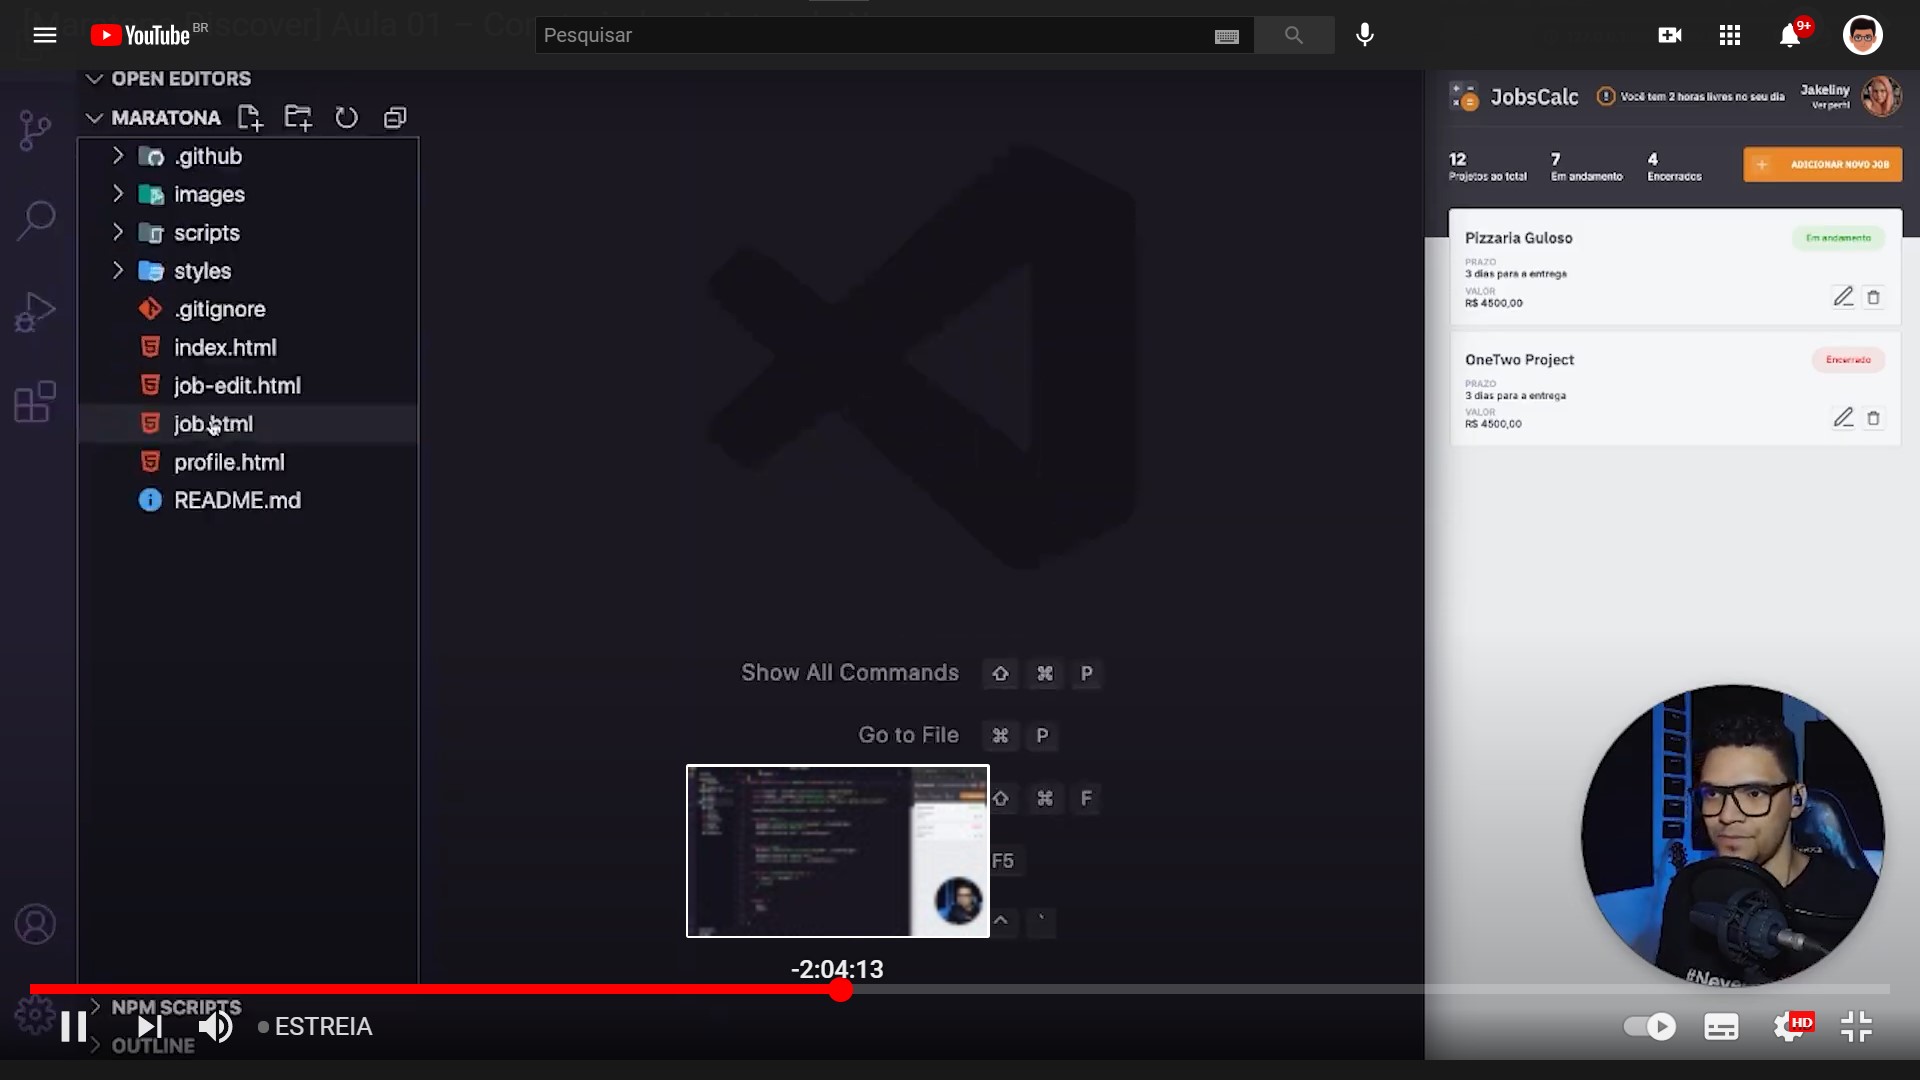 [Maratona Discover] Aula 01 –
YouTube BR
Pesquisar
9+
OPEN EDITORS
MARATONA
.github
images
scripts
styles
.gitignore
index.html
job-edit.html
job.html
profile.html
README.md
NPM SCRIPTS
OUTLINE
Show All Commands ⇧ ⌘ P
Go to File ⌘ P
⇧ ⌘ F
F5
^ `
JobsCalc
Você tem 2 horas livres no seu dia
Jakeliny
Ver perfil
12
Projetos ao total
7
Em andamento
4
Encerrados
+ ADICIONAR NOVO JOB
Pizzaria Guloso
Em andamento
PRAZO
3 dias para a entrega
VALOR
R$ 4500,00
OneTwo Project
Encerrado
PRAZO
3 dias para a entrega
VALOR
R$ 4500,00
-2:04:13
• ESTREIA
HD